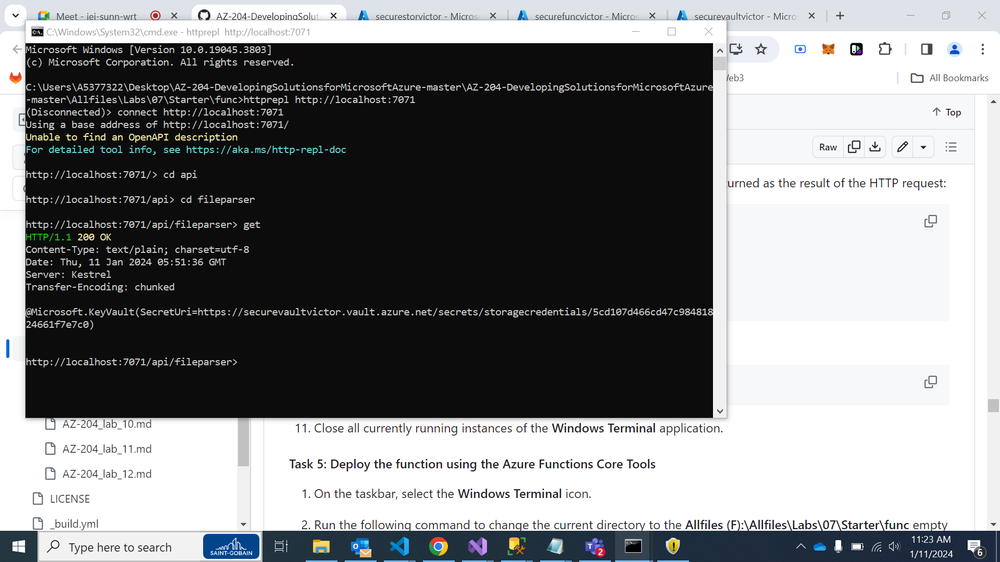 Meet - jej-sunn-wrt
AZ-204-DevelopingSolut
securestorvictor - Micros
securefuncvictor - Micros
securevaultvictor - Micro
C:\Windows\System32\cmd.exe - httprepl  http://localhost:7071
Microsoft Windows [Version 10.0.19045.3803]
(c) Microsoft Corporation. All rights reserved.
C:\Users\A5377322\Desktop\AZ-204-DevelopingSolutionsforMicrosoftAzure-master\AZ-204-DevelopingSolutionsforMicrosoftAzure
-master\Allfiles\Labs\07\Starter\func>httprepl http://localhost:7071
(Disconnected)> connect http://localhost:7071
Using a base address of http://localhost:7071/
Unable to find an OpenAPI description
For detailed tool info, see https://aka.ms/http-repl-doc
http://localhost:7071/> cd api
http://localhost:7071/api> cd fileparser
http://localhost:7071/api/fileparser> get
HTTP/1.1 200 OK
Content-Type: text/plain; charset=utf-8
Date: Thu, 11 Jan 2024 05:51:36 GMT
Server: Kestrel
Transfer-Encoding: chunked
@Microsoft.KeyVault(SecretUri=https://securevaultvictor.vault.azure.net/secrets/storagecredentials/5cd107d466cd47c984818
24661f7e7c0)
http://localhost:7071/api/fileparser>
Web3
All Bookmarks
Top
Raw
urned as the result of the HTTP request:
AZ-204_lab_10.md
AZ-204_lab_11.md
AZ-204_lab_12.md
LICENSE
_build.yml
11. Close all currently running instances of the Windows Terminal application.
Task 5: Deploy the function using the Azure Functions Core Tools
1. On the taskbar, select the Windows Terminal icon.
2. Run the following command to change the current directory to the Allfiles (F):\Allfiles\Labs\07\Starter\func empty
Type here to search
SAINT-GOBAIN
2
11:23 AM
1/11/2024
6